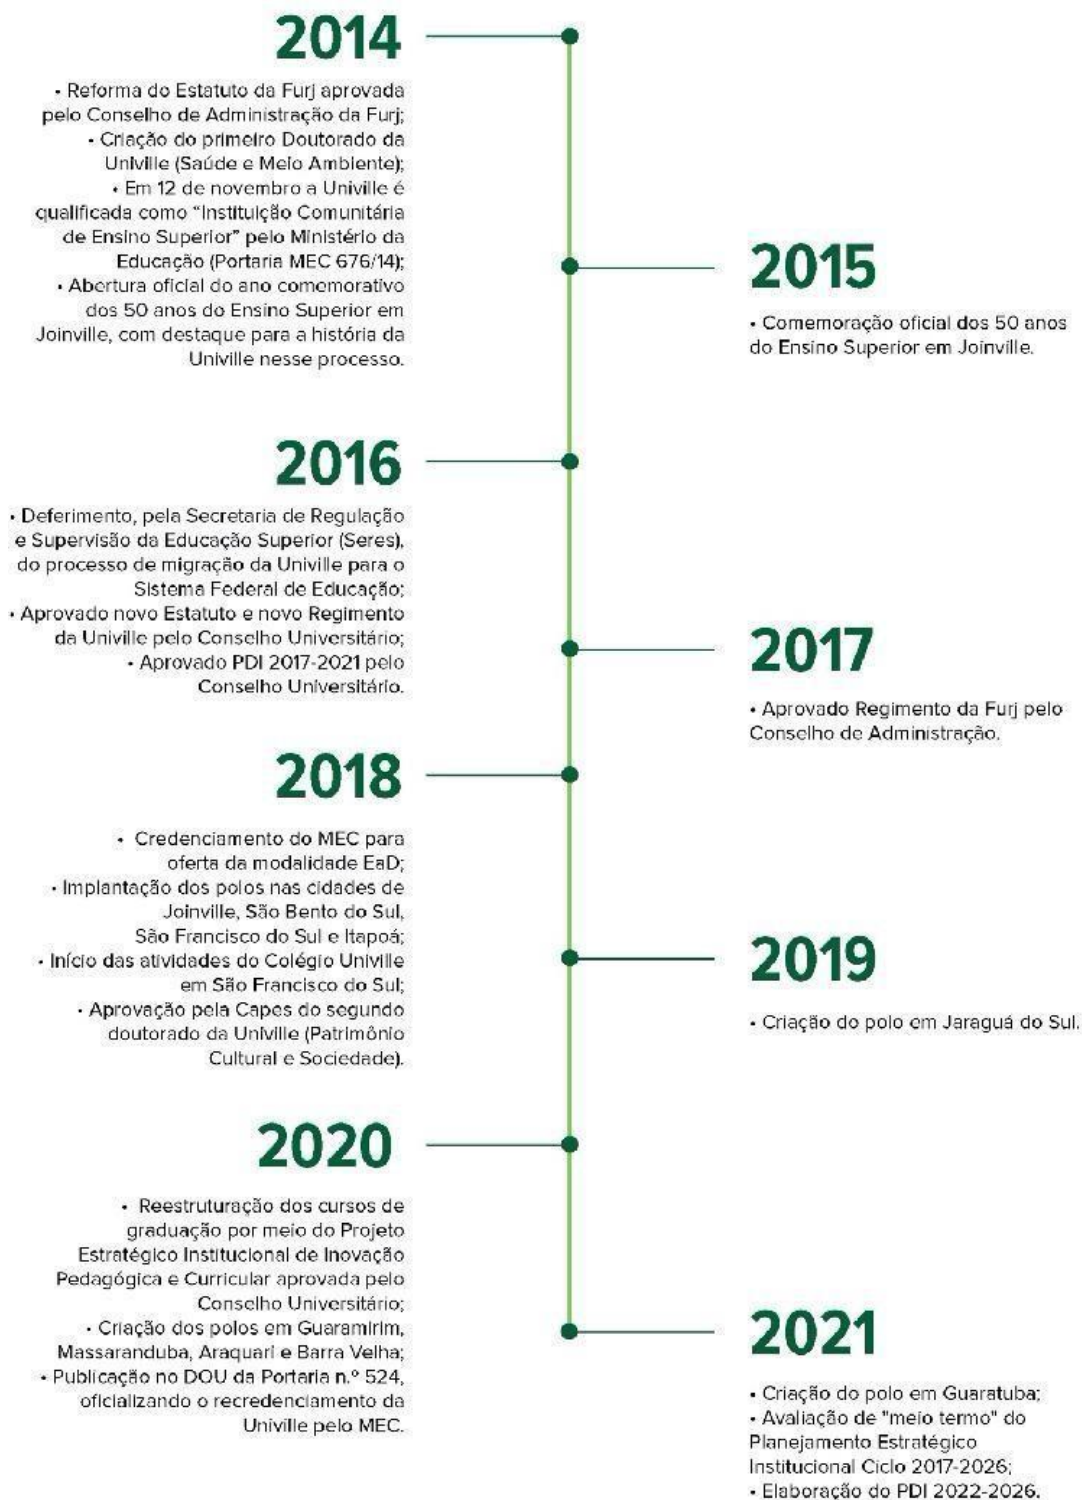 2014
• Reforma do Estatuto da Furj aprovada
pelo Conselho de Administração da Furj;
• Criação do primeiro Doutorado da
Univille (Saúde e Meio Ambiente);
• Em 12 de novembro a Univille é
qualificada como "Instituição Comunitária
de Ensino Superior" pelo Ministério da
Educação (Portaria MEC 676/14);
• Abertura oficial do ano comemorativo
dos 50 anos do Ensino Superior em
Joinville, com destaque para a história da
Univille nesse processo.
2015
• Comemoração oficial dos 50 anos
do Ensino Superior em Joinville.
2016
• Deferimento, pela Secretaria de Regulação
e Supervisão da Educação Superior (Seres),
do processo de migração da Univille para o
Sistema Federal de Educação;
• Aprovado novo Estatuto e novo Regimento
da Univille pelo Conselho Universitário;
• Aprovado PDI 2017-2021 pelo
Conselho Universitário.
2017
• Aprovado Regimento da Furj pelo
Conselho de Administração.
2018
• Credenciamento do MEC para
oferta da modalidade EaD;
• Implantação dos polos nas cidades de
Joinville, São Bento do Sul,
São Francisco do Sul e Itapoá;
• Início das atividades do Colégio Univille
em São Francisco do Sul;
• Aprovação pela Capes do segundo
doutorado da Univille (Patrimônio
Cultural e Sociedade).
2019
• Criação do polo em Jaraguá do Sul.
2020
• Reestruturação dos cursos de
graduação por meio do Projeto
Estratégico Institucional de Inovação
Pedagógica e Curricular aprovada pelo
Conselho Universitário;
• Criação dos polos em Guaramirim,
Massaranduba, Araquari e Barra Velha;
• Publicação no DOU da Portaria n.º 524,
oficializando o recredenciamento da
Univille pelo MEC.
2021
• Criação do polo em Guaratuba;
• Avaliação de "meio termo" do
Planejamento Estratégico
Institucional Ciclo 2017-2026;
• Elaboração do PDI 2022-2026.